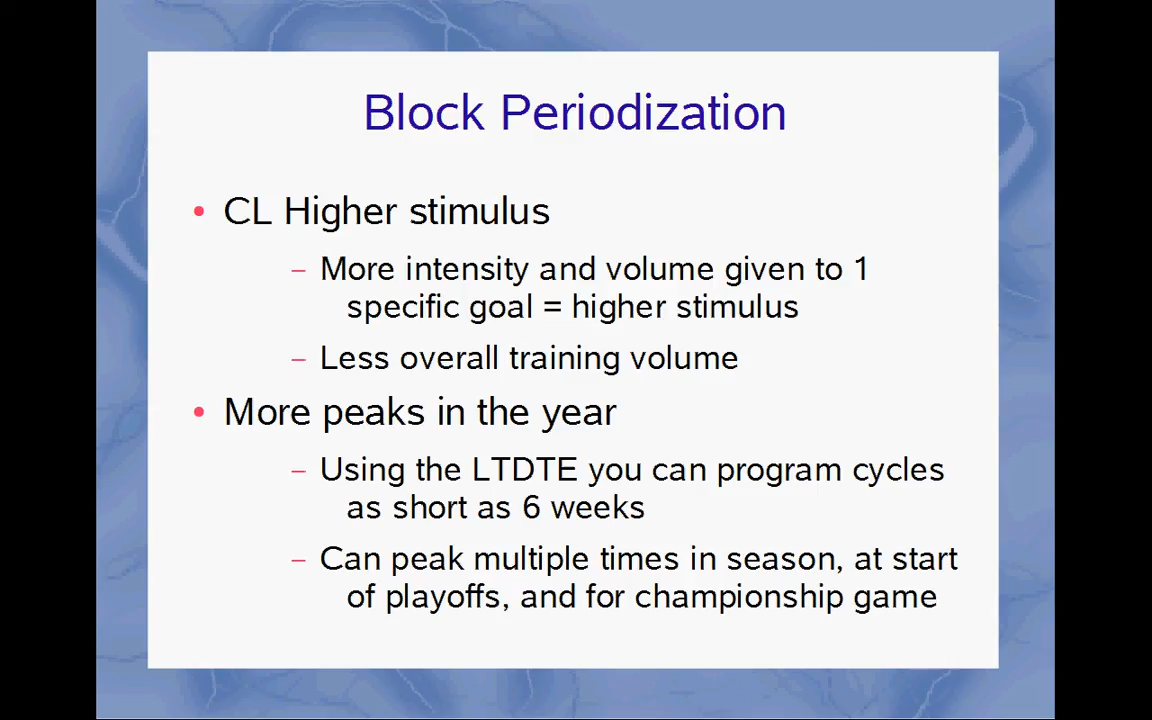 Block Periodization
• CL Higher stimulus
– More intensity and volume given to 1
specific goal = higher stimulus
– Less overall training volume
• More peaks in the year
– Using the LTDTE you can program cycles
as short as 6 weeks
– Can peak multiple times in season, at start
of playoffs, and for championship game